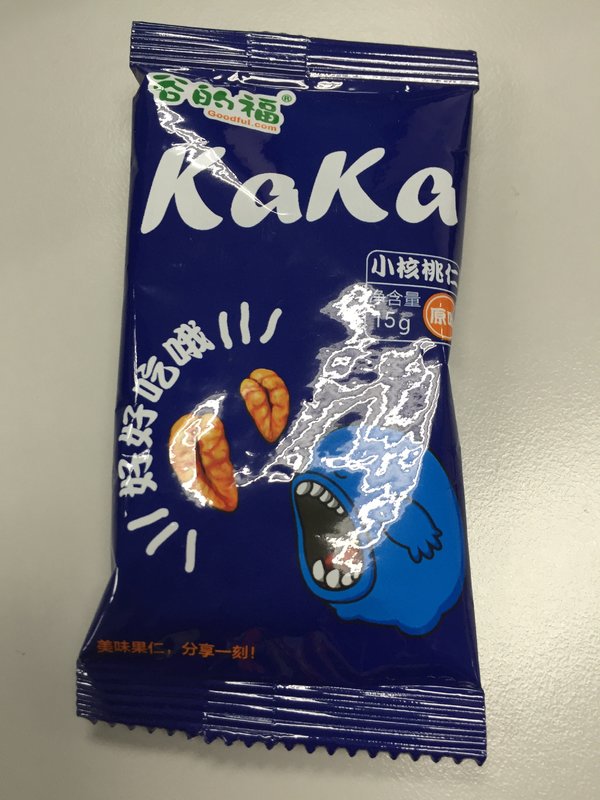 谷的福®
Goodful.com
KaKa
小核桃仁
净含量
15g
原味
好好吃哦
美味果仁，分享一刻！